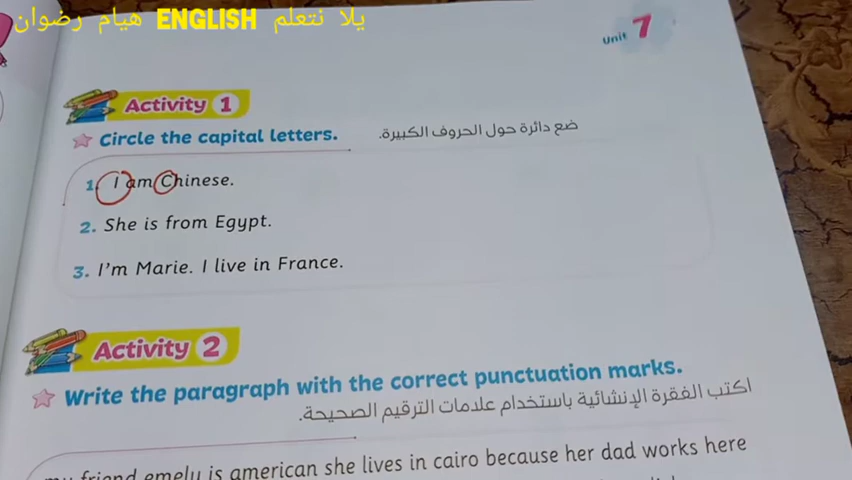 يلا نتعلم ENGLISH هيام رضوان
Unit 7
Activity 1
Circle the capital letters.
ضع دائرة حول الحروف الكبيرة.
1. I am Chinese.
2. She is from Egypt.
3. I'm Marie. I live in France.
Activity 2
Write the paragraph with the correct punctuation marks.
اكتب الفقرة الإنشائية باستخدام علامات الترقيم الصحيحة.
my friend emely is american she lives in cairo because her dad works here